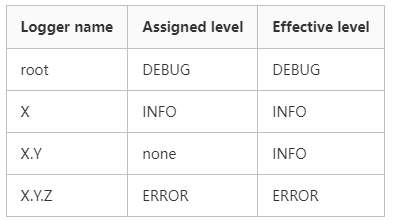 Logger name Assigned level Effective level
root DEBUG DEBUG
X INFO INFO
X.Y none INFO
X.Y.Z ERROR ERROR